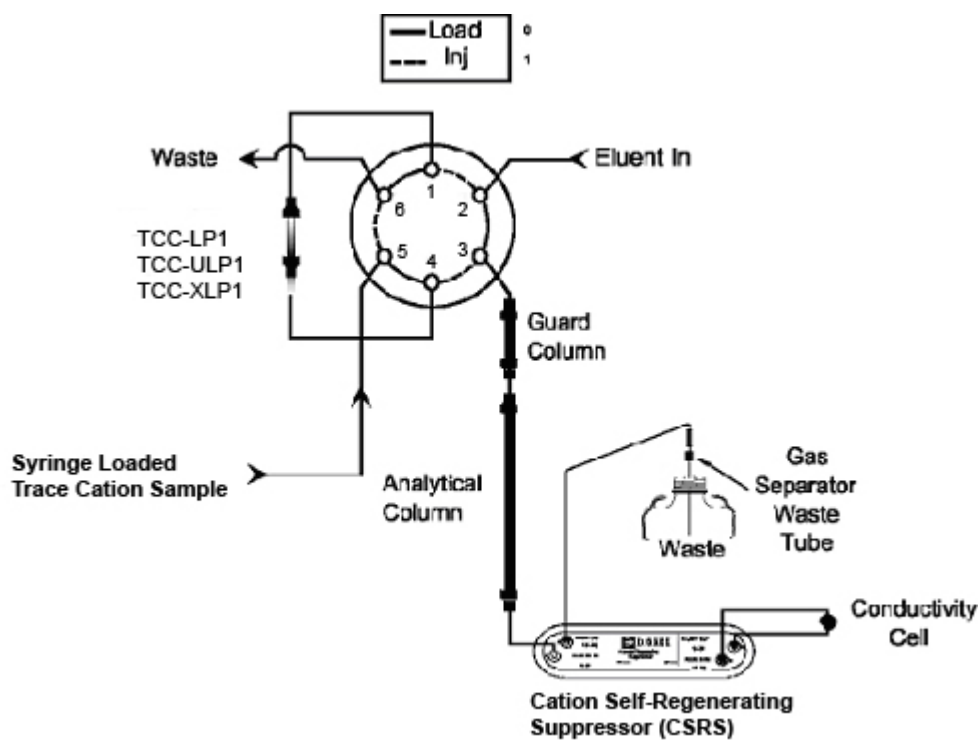 Load 0
Inj 1
Waste
Eluent In
1
2
3
4
5
6
TCC-LP1
TCC-ULP1
TCC-XLP1
Guard
Column
Syringe Loaded
Trace Cation Sample
Analytical
Column
Gas
Separator
Waste
Tube
Waste
Conductivity
Cell
Cation Self-Regenerating
Suppressor (CSRS)